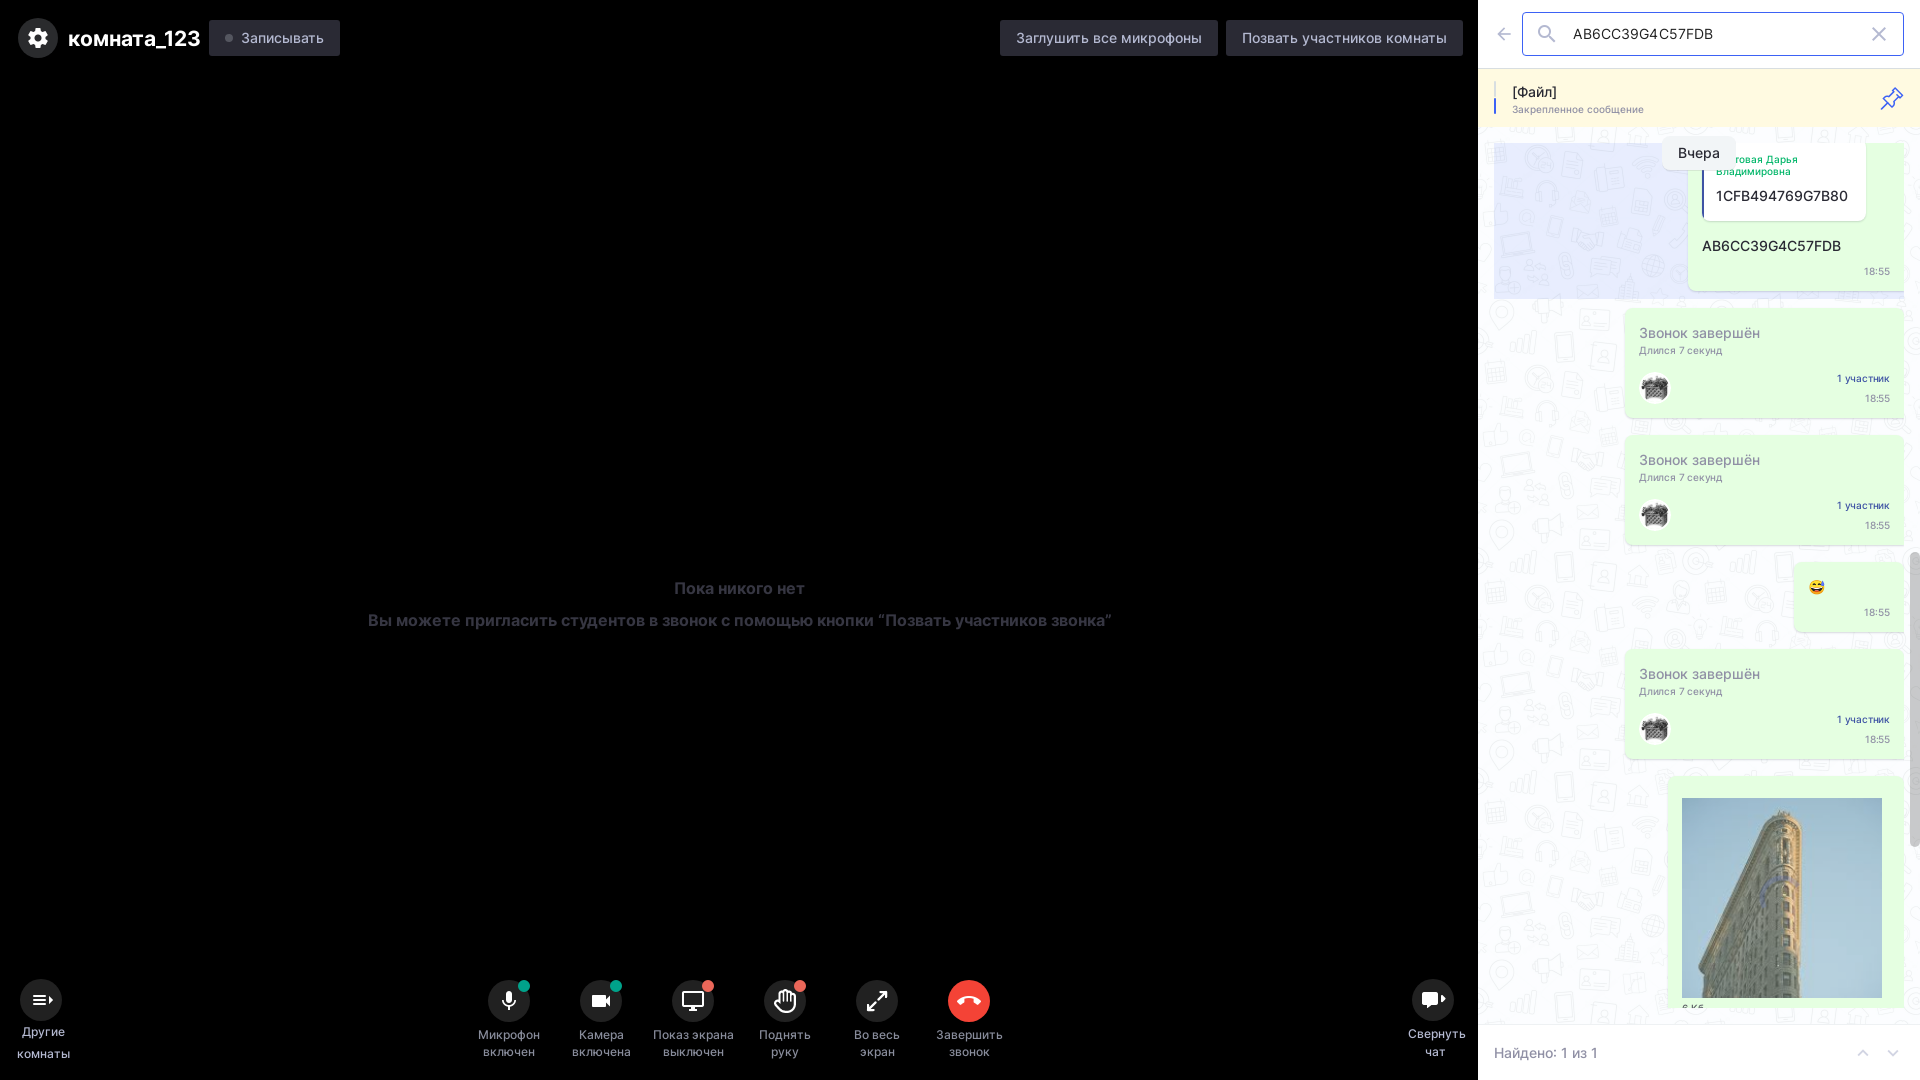 комната_123
Записывать
Заглушить все микрофоны
Позвать участников комнаты
Пока никого нет
Вы можете пригласить студентов в звонок с помощью кнопки “Позвать участников звонка”
Другие
комнаты
Микрофон
включен
Камера
включена
Показ экрана
выключен
Поднять
руку
Во весь
экран
Завершить
звонок
Свернуть
чат
AB6CC39G4C57FDB
[Файл]
Закрепленное сообщение
Вчера
Дарья
Владимировна
1CFB494769G7B80
AB6CC39G4C57FDB
18:55
Звонок завершён
Длился 7 секунд
1 участник
18:55
Звонок завершён
Длился 7 секунд
1 участник
18:55
😅
18:55
Звонок завершён
Длился 7 секунд
1 участник
18:55
Найдено: 1 из 1